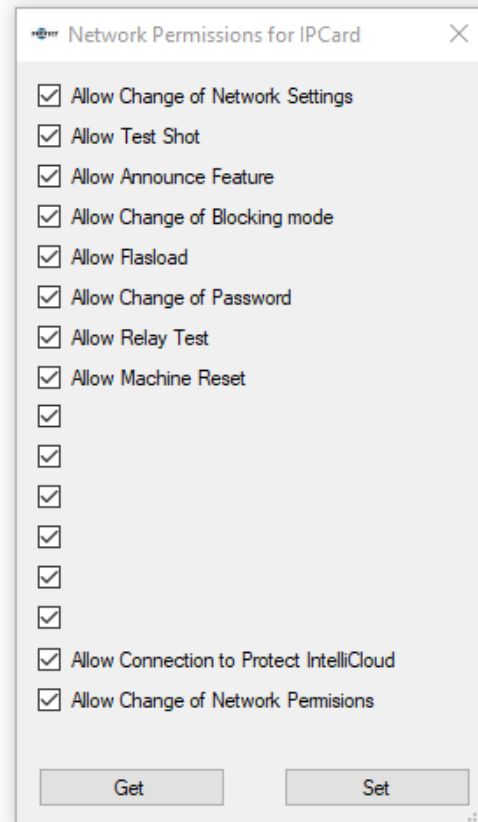 Network Permissions for IPCard
Allow Change of Network Settings
Allow Test Shot
Allow Announce Feature
Allow Change of Blocking mode
Allow Flasload
Allow Change of Password
Allow Relay Test
Allow Machine Reset
Allow Connection to Protect IntelliCloud
Allow Change of Network Permisions
Get
Set